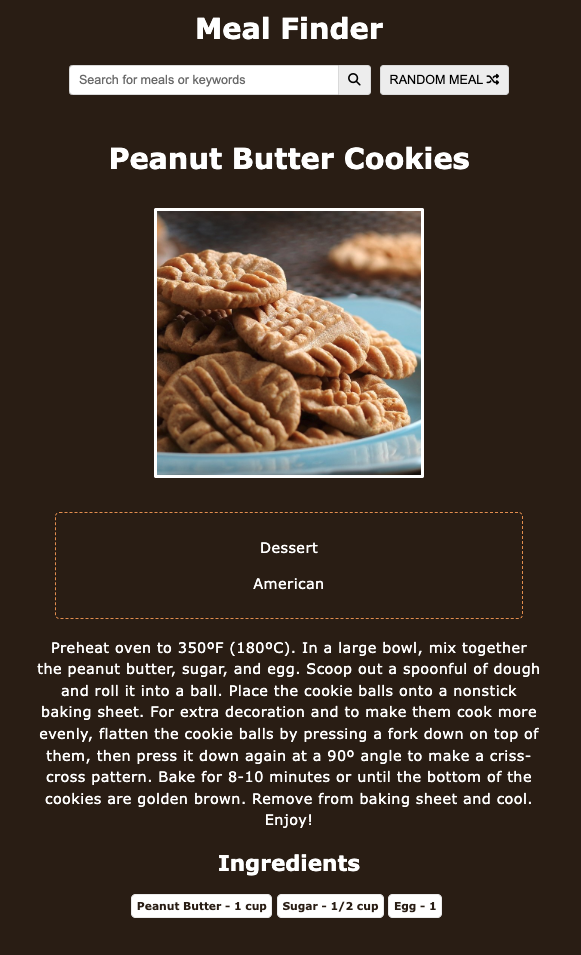 Meal Finder
Search for meals or keywords
RANDOM MEAL
Peanut Butter Cookies
Dessert
American
Preheat oven to 350ºF (180ºC). In a large bowl, mix together
the peanut butter, sugar, and egg. Scoop out a spoonful of dough
and roll it into a ball. Place the cookie balls onto a nonstick
baking sheet. For extra decoration and to make them cook more
evenly, flatten the cookie balls by pressing a fork down on top of
them, then press it down again at a 90º angle to make a criss-
cross pattern. Bake for 8-10 minutes or until the bottom of the
cookies are golden brown. Remove from baking sheet and cool.
Enjoy!
Ingredients
Peanut Butter - 1 cup Sugar - 1/2 cup Egg - 1